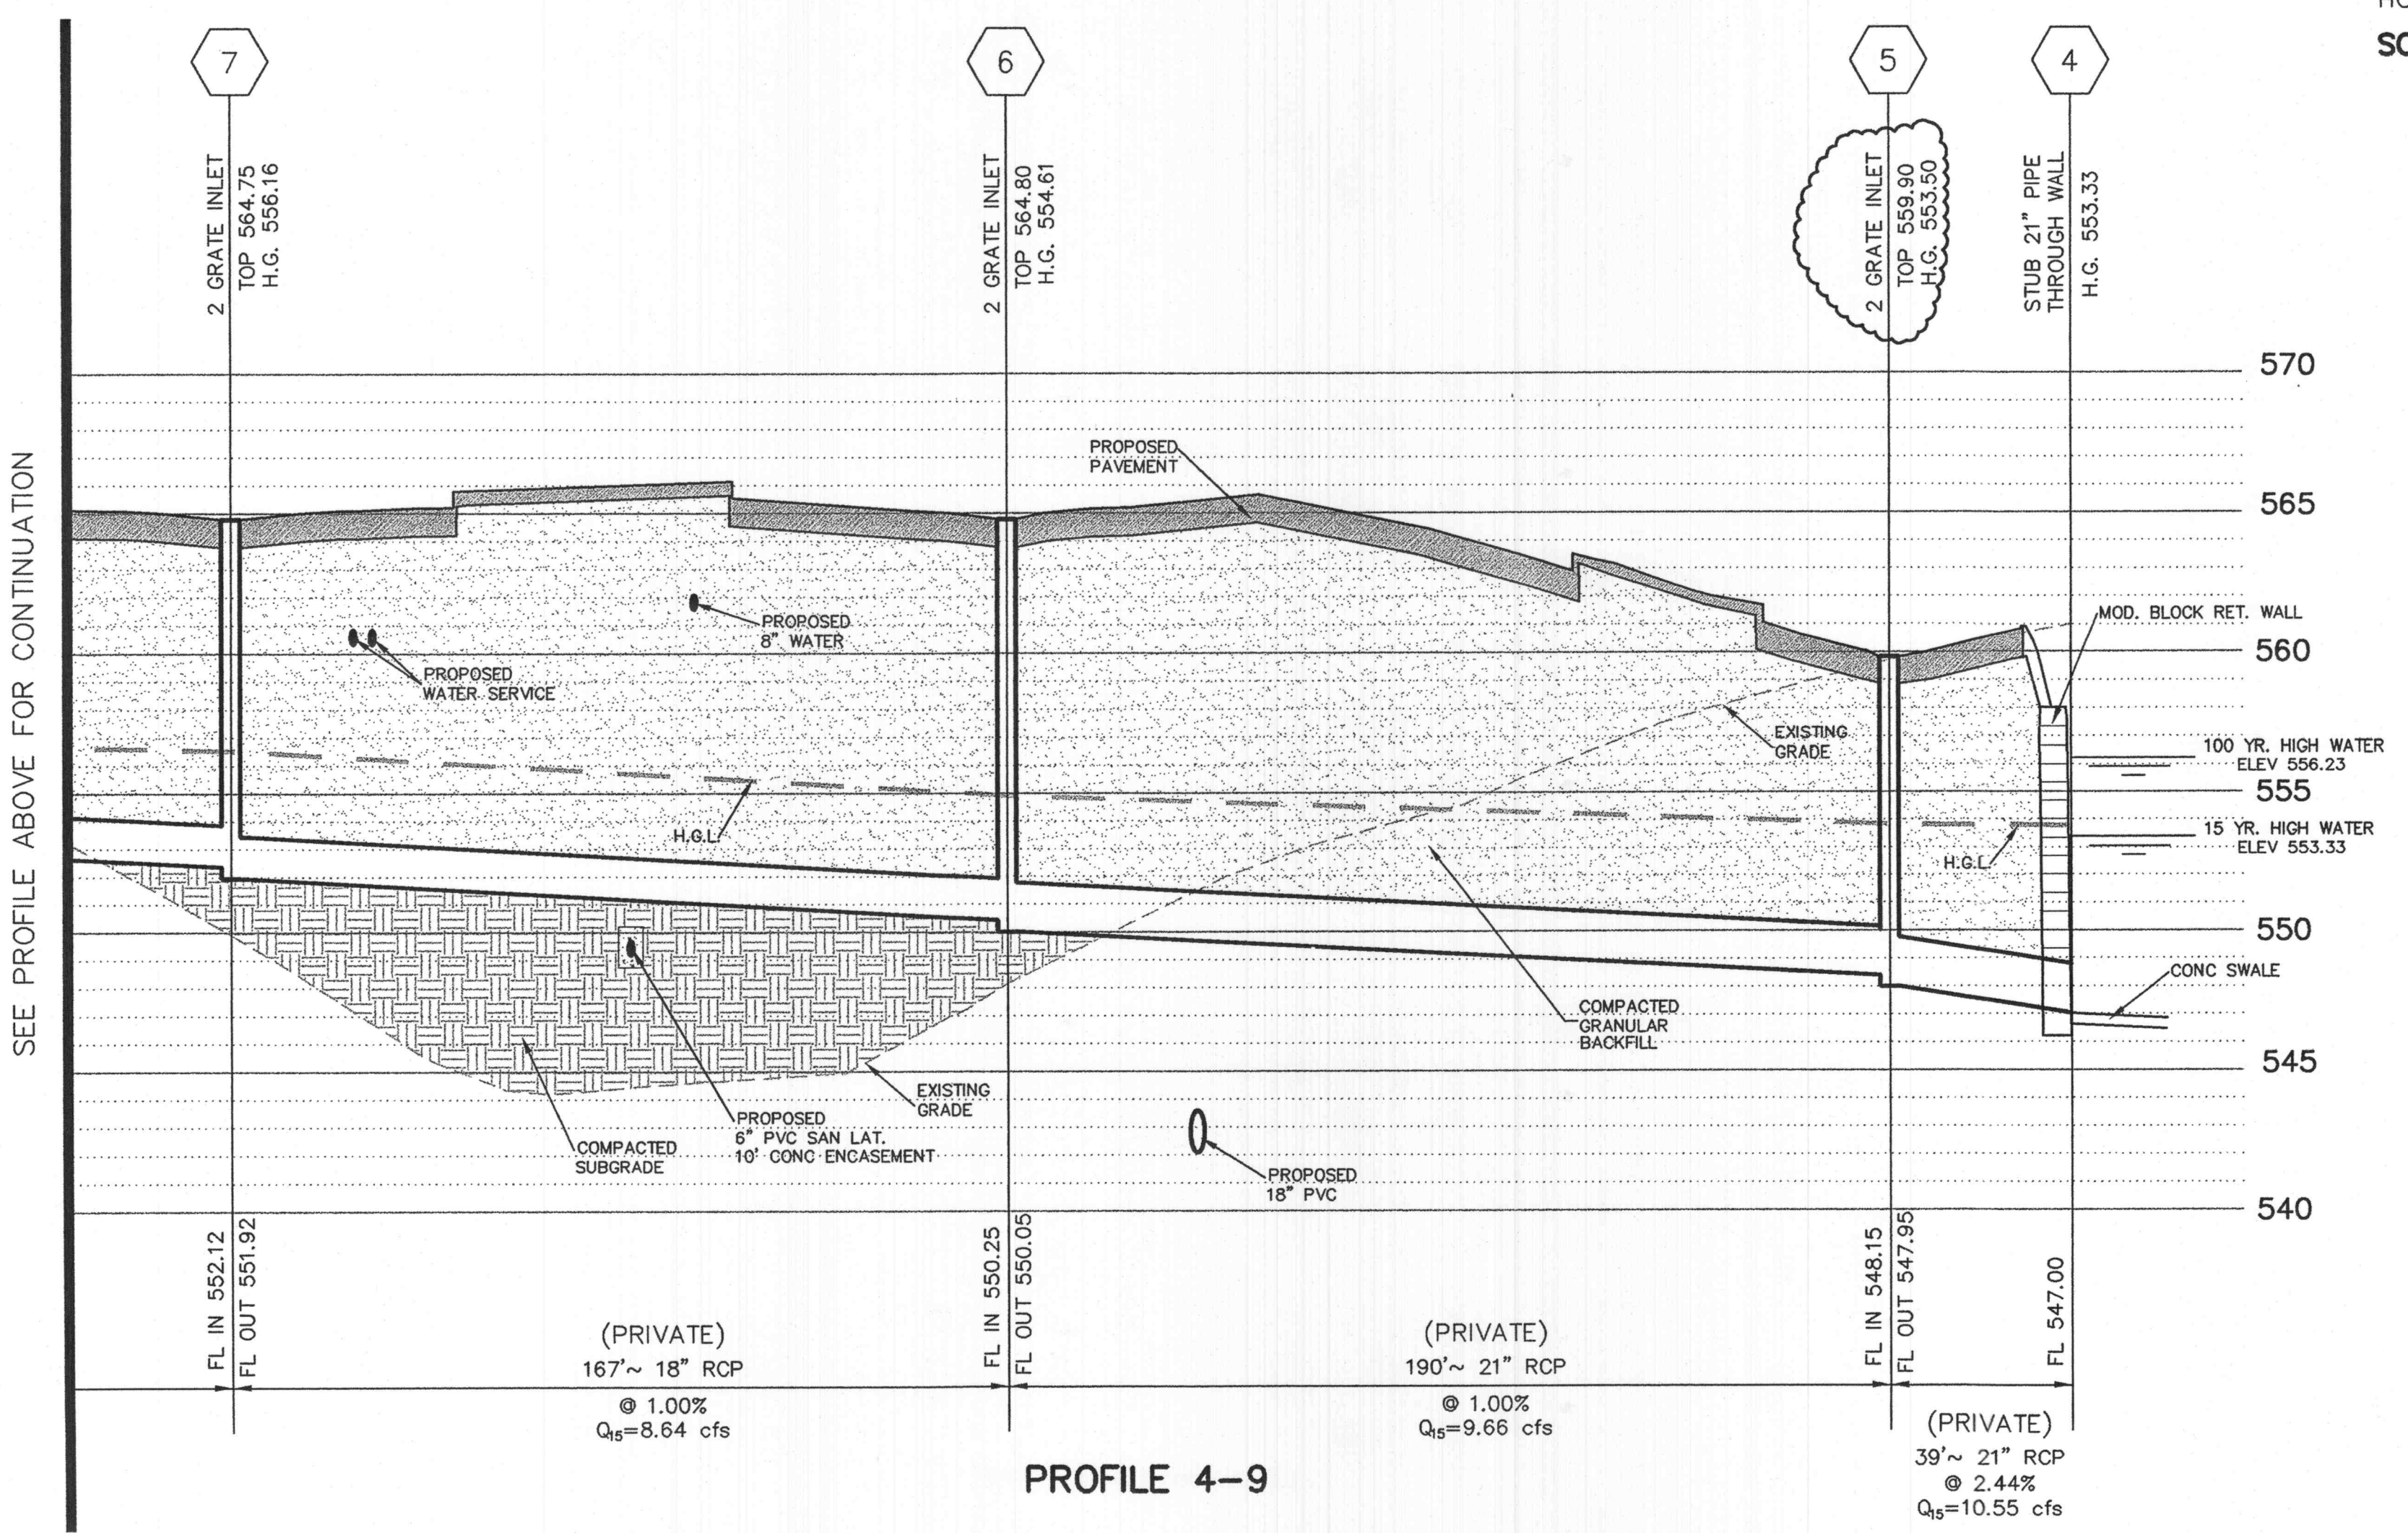 SEE PROFILE ABOVE FOR CONTINUATION
7
2 GRATE INLET
TOP 564.75
H.G. 556.16
6
2 GRATE INLET
TOP 564.80
H.G. 554.61
5
2 GRATE INLET
TOP 559.90
H.G. 553.50
4
STUB 21" PIPE
THROUGH WALL
H.G. 553.33
570
565
560
555
550
545
540
PROPOSED
PAVEMENT
PROPOSED
8" WATER
PROPOSED
WATER SERVICE
MOD. BLOCK RET. WALL
EXISTING
GRADE
100 YR. HIGH WATER
ELEV 556.23
15 YR. HIGH WATER
ELEV 553.33
H.G.L.
H.G.L.
CONC SWALE
COMPACTED
GRANULAR
BACKFILL
EXISTING
GRADE
PROPOSED
6" PVC SAN LAT.
10' CONC ENCASEMENT
COMPACTED
SUBGRADE
PROPOSED
18" PVC
FL IN 552.12
FL OUT 551.92
FL IN 550.25
FL OUT 550.05
FL IN 548.15
FL OUT 547.95
FL 547.00
(PRIVATE)
167'~ 18" RCP
@ 1.00%
Q15=8.64 cfs
(PRIVATE)
190'~ 21" RCP
@ 1.00%
Q15=9.66 cfs
(PRIVATE)
39'~ 21" RCP
@ 2.44%
Q15=10.55 cfs
PROFILE 4-9